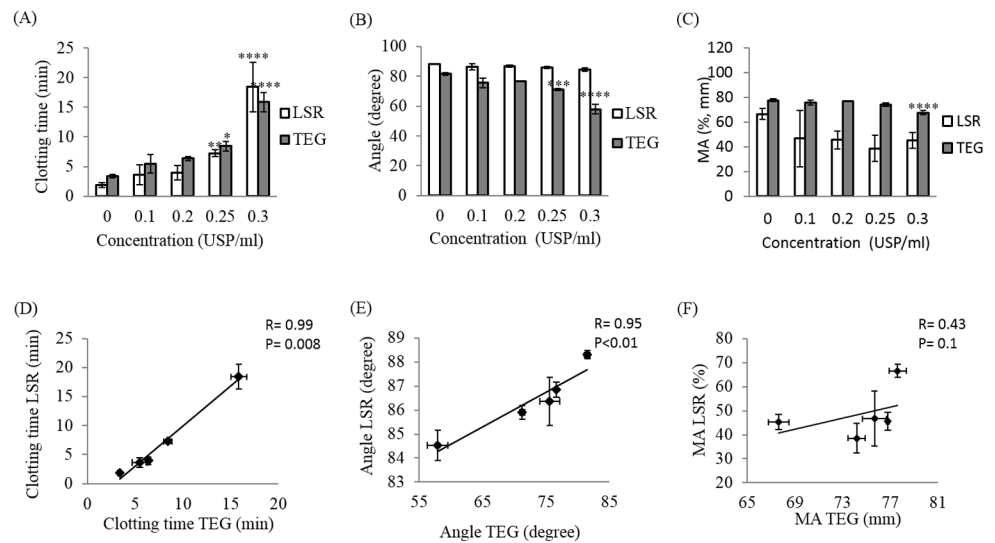 (A)
Clotting time (min)
25
20
15
10
5
0
****
****
**
*
LSR
TEG
0 0.1 0.2 0.25 0.3
Concentration (USP/ml)
(B)
Angle (degree)
100
80
60
40
20
0
***
****
LSR
TEG
0 0.1 0.2 0.25 0.3
Concentration (USP/ml)
(C)
MA (%, mm)
120
100
80
60
40
20
0
****
LSR
TEG
0 0.1 0.2 0.25 0.3
Concentration (USP/ml)
(D)
R= 0.99
P= 0.008
Clotting time LSR (min)
25
20
15
10
5
0
0 5 10 15 20
Clotting time TEG (min)
(E)
R= 0.95
P<0.01
Angle LSR (degree)
89
88
87
86
85
84
83
55 65 75 85
Angle TEG (degree)
(F)
R= 0.43
P= 0.1
MA LSR (%)
80
70
60
50
40
30
20
65 69 73 77 81
MA TEG (mm)